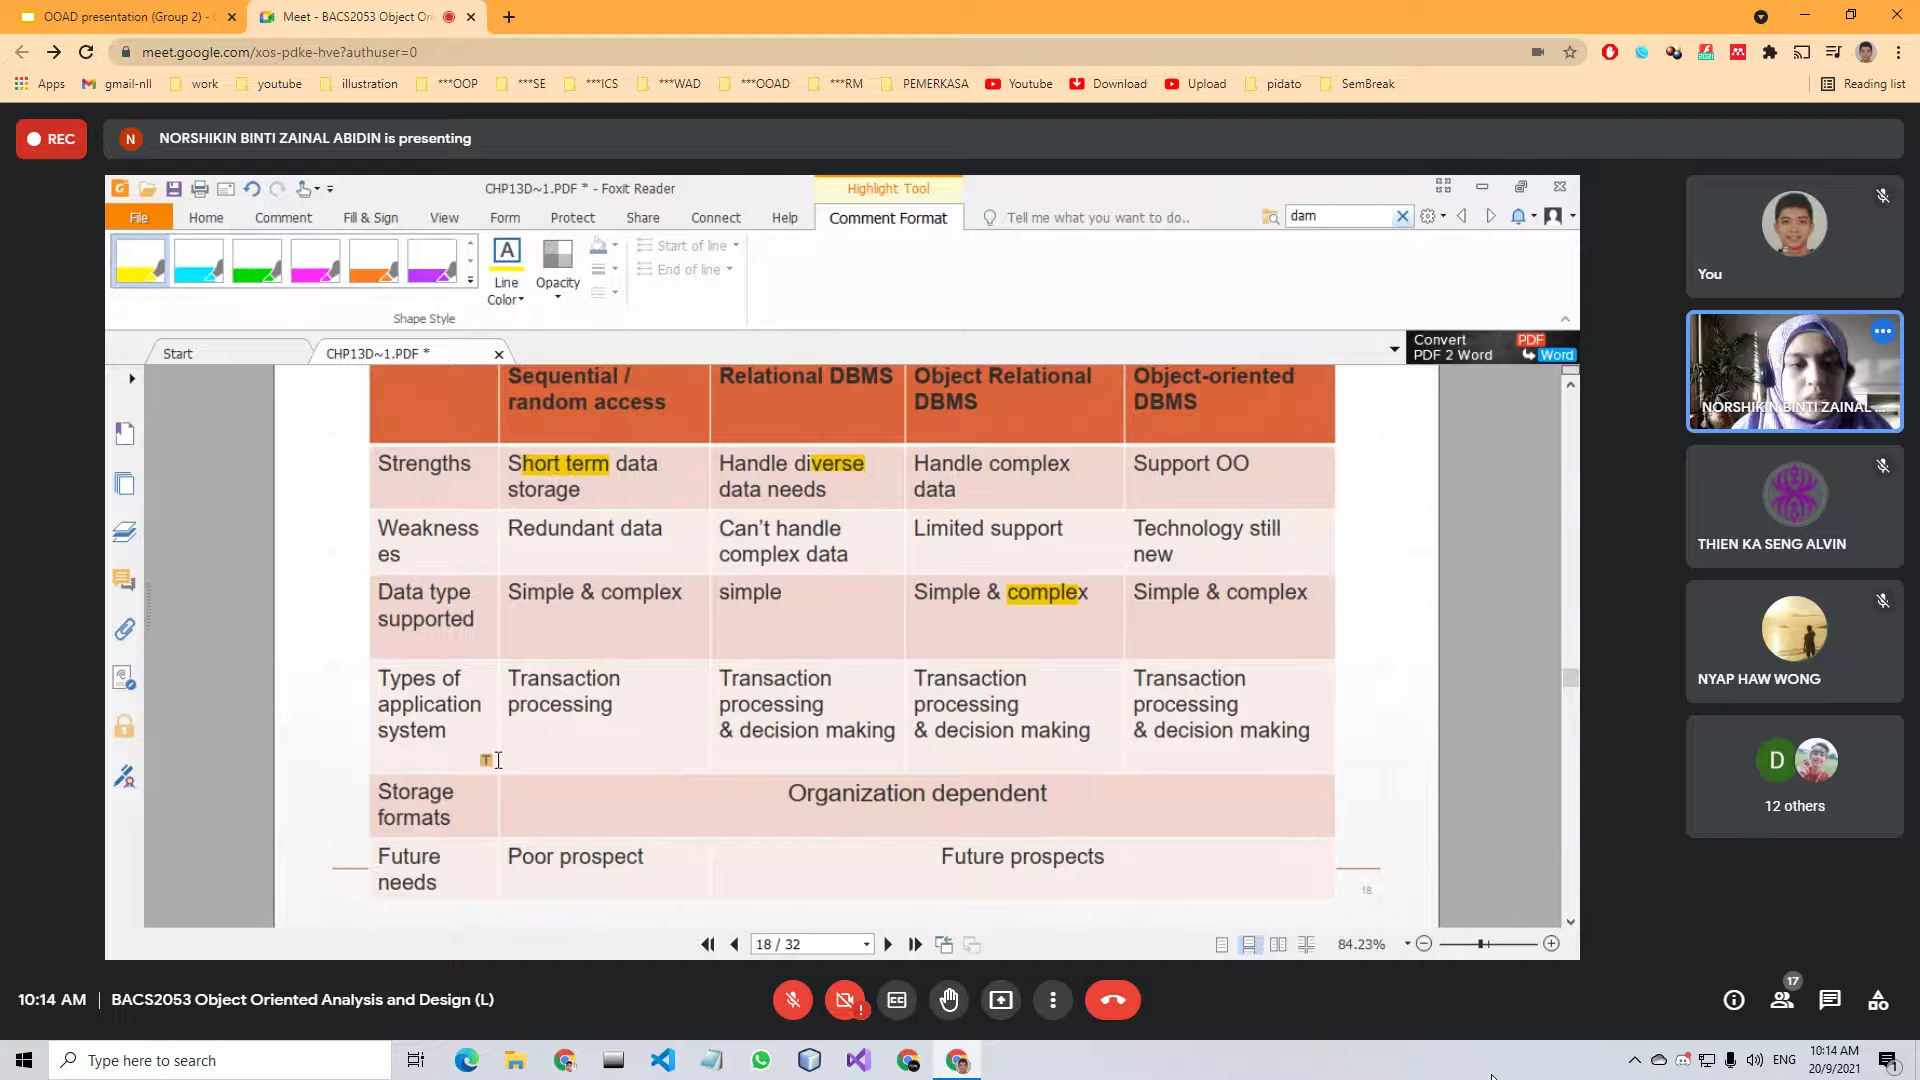 OOAD presentation (Group 2) -
Meet - BACS2053 Object Ori
meet.google.com/xos-pdke-hve?authuser=0
Apps
gmail-nll
work
youtube
illustration
***OOP
***SE
***ICS
***WAD
***OOAD
***RM
PEMERKASA
Youtube
Download
Upload
pidato
SemBreak
Reading list
REC
N
NORSHIKIN BINTI ZAINAL ABIDIN is presenting
CHP13D~1.PDF * - Foxit Reader
Highlight Tool
File
Home
Comment
Fill & Sign
View
Form
Protect
Share
Connect
Help
Comment Format
Tell me what you want to do..
dam
A
Line
Color
Opacity
Start of line
End of line
Shape Style
Start
CHP13D~1.PDF *
Convert
PDF 2 Word
PDF
Word
Sequential /
random access
Relational DBMS
Object Relational
DBMS
Object-oriented
DBMS
Strengths
Short term data
storage
Handle diverse
data needs
Handle complex
data
Support OO
Weakness
es
Redundant data
Can't handle
complex data
Limited support
Technology still
new
Data type
supported
Simple & complex
simple
Simple & complex
Simple & complex
Types of
application
system
Transaction
processing
Transaction
processing
& decision making
Transaction
processing
& decision making
Transaction
processing
& decision making
T
Storage
formats
Organization dependent
Future
needs
Poor prospect
Future prospects
18
18 / 32
84.23%
You
NORSHIKIN BINTI ZAINAL ...
THIEN KA SENG ALVIN
NYAP HAW WONG
D
12 others
10:14 AM
BACS2053 Object Oriented Analysis and Design (L)
17
Type here to search
ENG
10:14 AM
20/9/2021
1